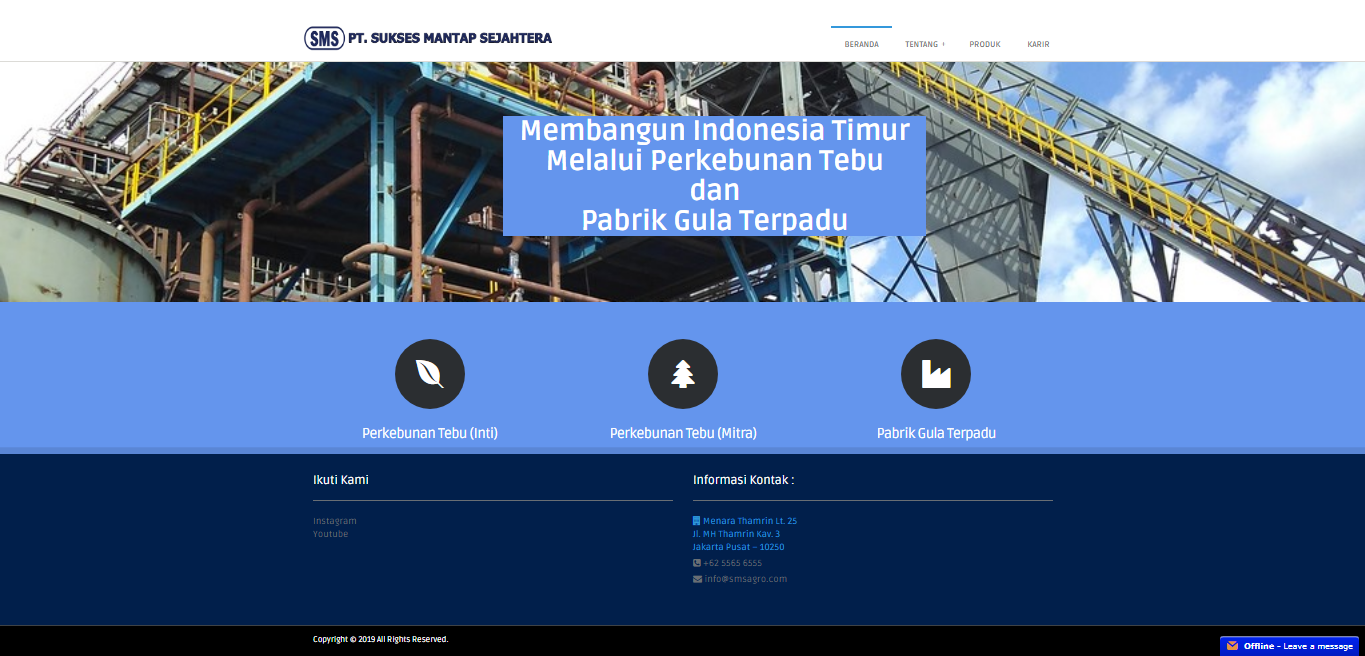 SMS PT. SUKSES MANTAP SEJAHTERA
BERANDA TENTANG › PRODUK KARIR
Membangun Indonesia Timur
Melalui Perkebunan Tebu
dan
Pabrik Gula Terpadu
Perkebunan Tebu (Inti) Perkebunan Tebu (Mitra) Pabrik Gula Terpadu
Ikuti Kami
Instagram
Youtube
Informasi Kontak :
Menara Thamrin Lt. 25
Jl. MH Thamrin Kav. 3
Jakarta Pusat – 10250
+62 5565 6555
info@smsagro.com
Copyright © 2019 All Rights Reserved.
Offline - Leave a message